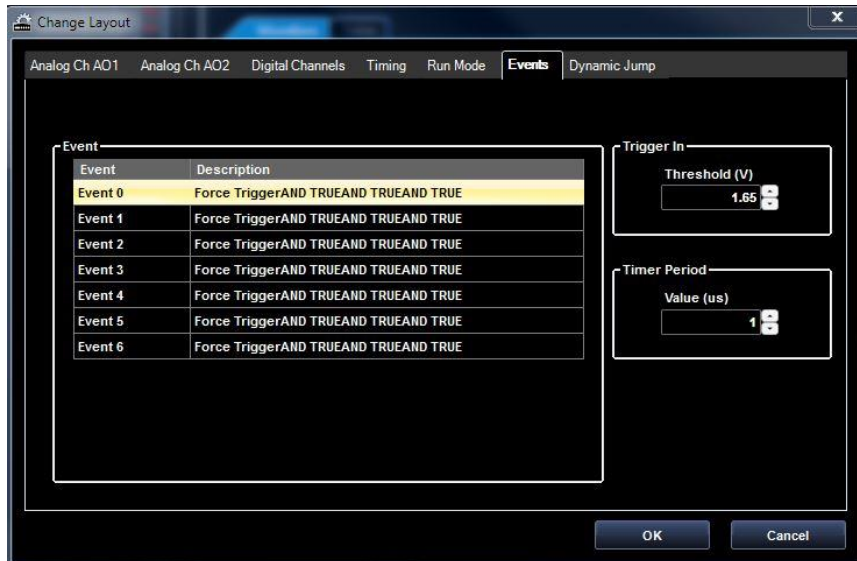 Change Layout
x
Analog Ch AO1 Analog Ch AO2 Digital Channels Timing Run Mode Events Dynamic Jump
Event
Event Description
Event 0 Force TriggerAND TRUEAND TRUEAND TRUE
Event 1 Force TriggerAND TRUEAND TRUEAND TRUE
Event 2 Force TriggerAND TRUEAND TRUEAND TRUE
Event 3 Force TriggerAND TRUEAND TRUEAND TRUE
Event 4 Force TriggerAND TRUEAND TRUEAND TRUE
Event 5 Force TriggerAND TRUEAND TRUEAND TRUE
Event 6 Force TriggerAND TRUEAND TRUEAND TRUE
Trigger In
Threshold (V)
1.65
Timer Period
Value (us)
1
OK Cancel